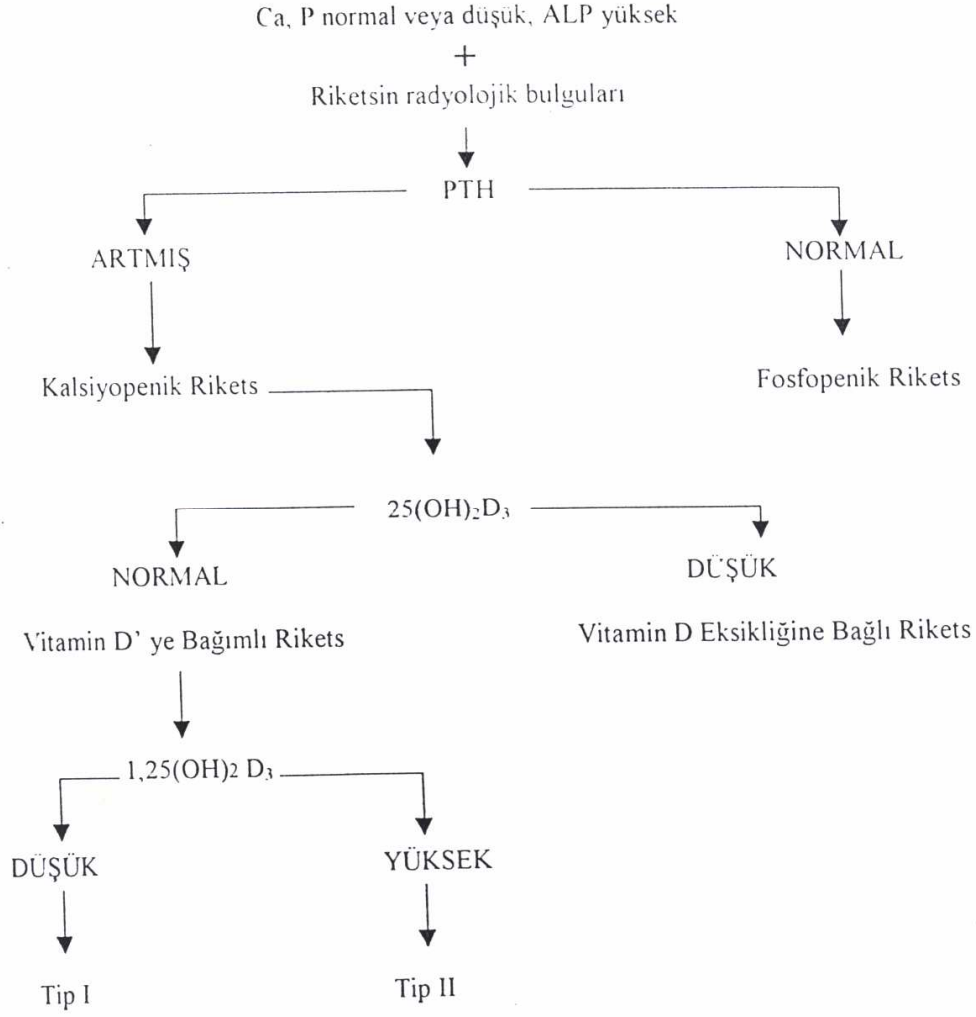 Ca, P normal veya düşük, ALP yüksek
+
Riketsin radyolojik bulguları
PTH
ARTMIŞ
NORMAL
Kalsiyopenik Rikets
Fosfopenik Rikets
25(OH)₂D₃
NORMAL
DÜŞÜK
Vitamin D' ye Bağımlı Rikets
Vitamin D Eksikliğine Bağlı Rikets
1,25(OH)2 D₃
DÜŞÜK
YÜKSEK
Tip I
Tip II